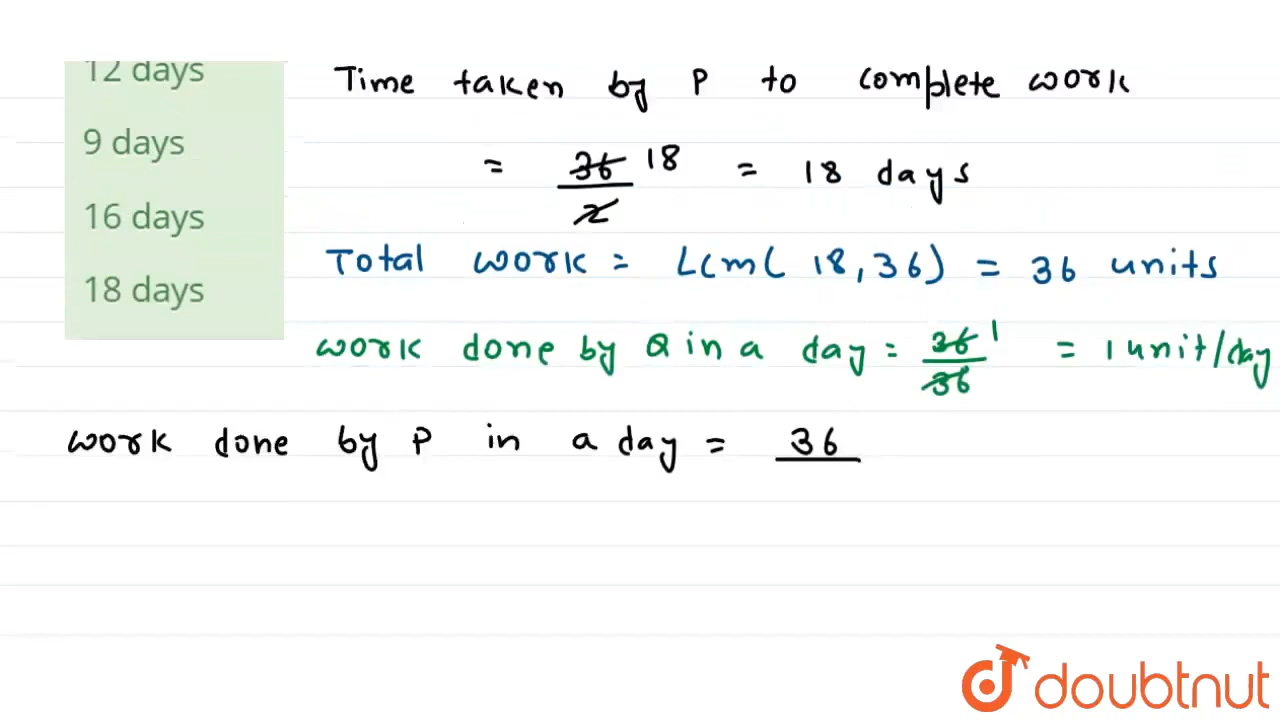 12 days
9 days
16 days
18 days
Time taken by P to complete work
= 36/2 18 = 18 days
Total work = LCM( 18, 36) = 36 units
work done by Q in a day = 36/36 1 = 1 unit/day
work done by P in a day = 36
doubtnut